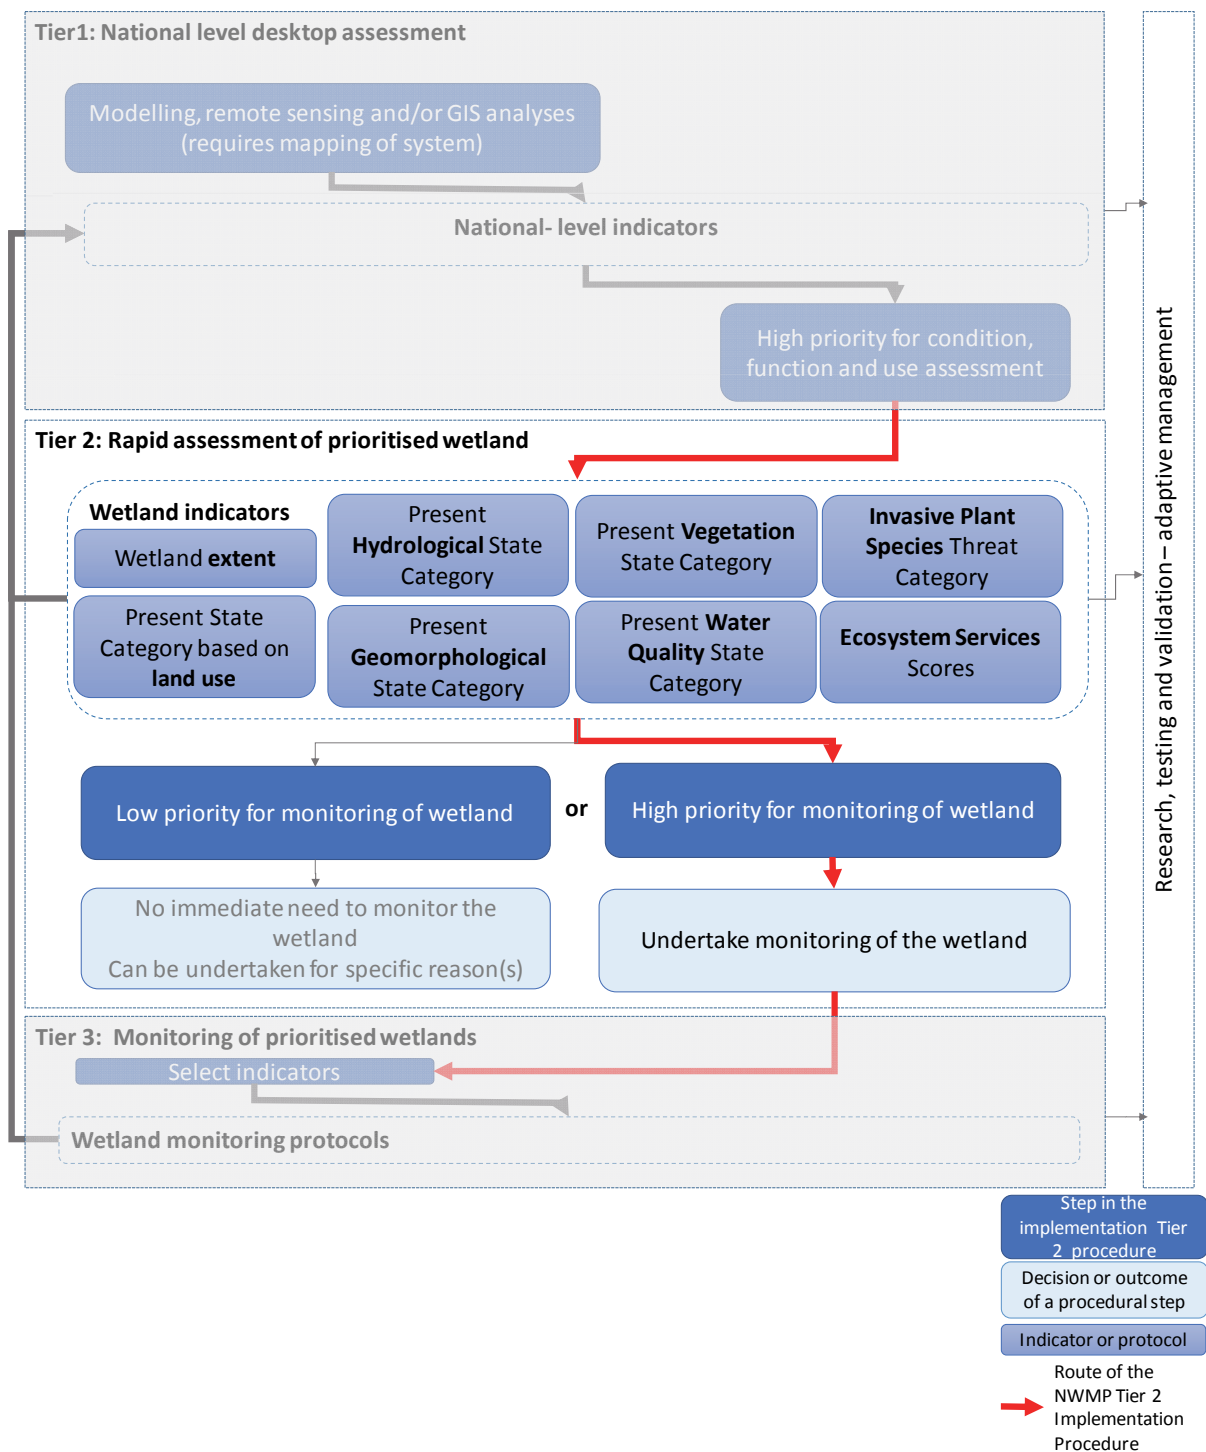 Tier1: National level desktop assessment
Modelling, remote sensing and/or GIS analyses
(requires mapping of system)
National- level indicators
High priority for condition,
function and use assessment
Tier 2: Rapid assessment of prioritised wetland
Wetland indicators
Wetland extent
Present State
Category based on
land use
Present
Hydrological State
Category
Present
Geomorphological
State Category
Present Vegetation
State Category
Present Water
Quality State
Category
Invasive Plant
Species Threat
Category
Ecosystem Services
Scores
Low priority for monitoring of wetland
or
High priority for monitoring of wetland
No immediate need to monitor the
wetland
Can be undertaken for specific reason(s)
Undertake monitoring of the wetland
Tier 3: Monitoring of prioritised wetlands
Select indicators
Wetland monitoring protocols
Research, testing and validation – adaptive management
Step in the
implementation Tier
2 procedure
Decision or outcome
of a procedural step
Indicator or protocol
Route of the
NWMP Tier 2
Implementation
Procedure